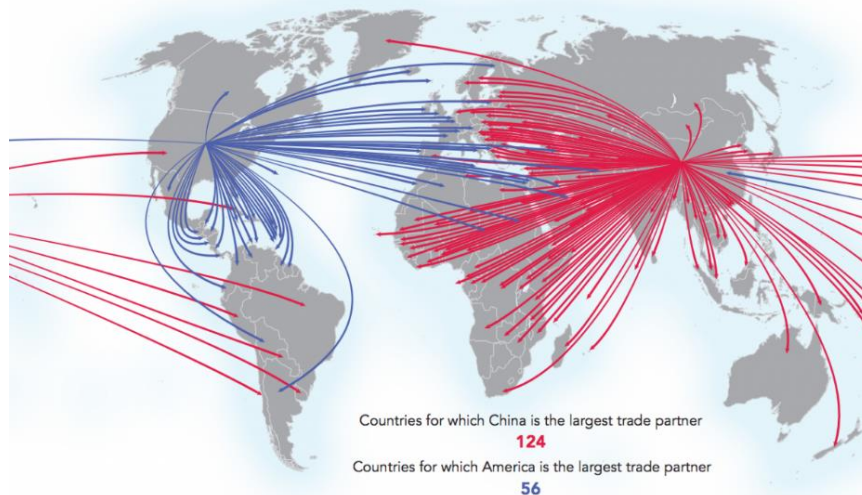 Countries for which China is the largest trade partner
124
Countries for which America is the largest trade partner
56